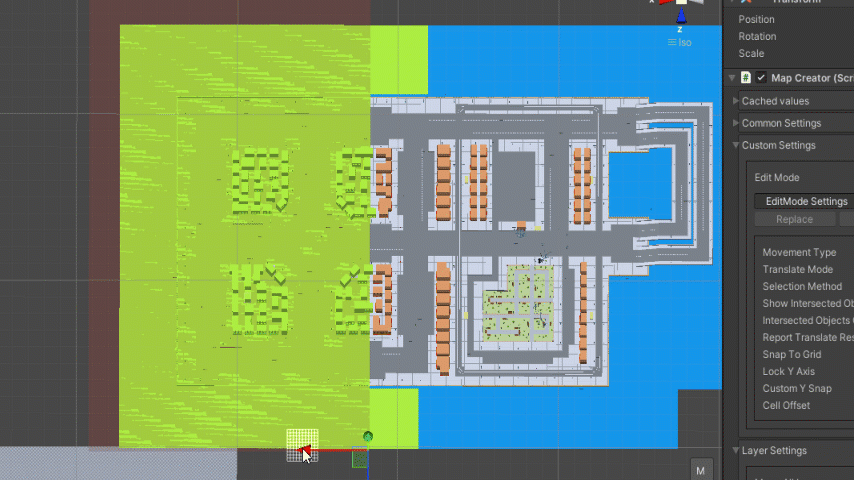 x
z
Iso
Transform
Position
Rotation
Scale
# Map Creator (Scri
Cached values
Common Settings
Custom Settings
Edit Mode
EditMode Settings
Replace
Movement Type
Translate Mode
Selection Method
Show Intersected Ob
Intersected Objects
Report Translate Res
Snap To Grid
Lock Y Axis
Custom Y Snap
Cell Offset
Layer Settings
M